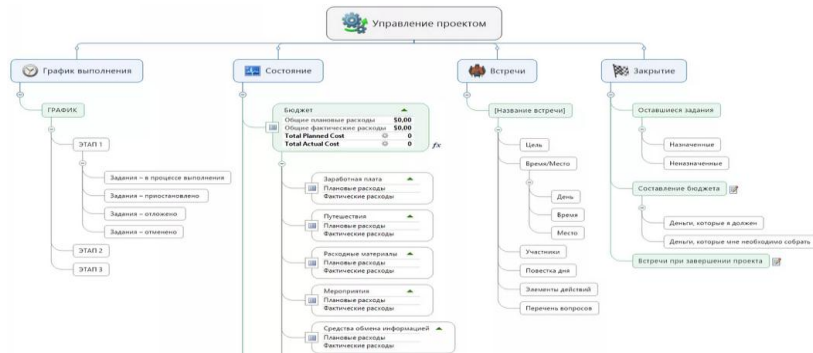 Управление проектом
График выполнения
ГРАФИК
ЭТАП 1
Задания – в процессе выполнения
Задания – приостановлено
Задания – отложено
Задания – отменено
ЭТАП 2
ЭТАП 3
Состояние
Бюджет
Общие плановые расходы $0,00
Общие фактические расходы $0,00
Total Planned Cost 0
Total Actual Cost 0
fx
Заработная плата
Плановые расходы
Фактические расходы
Путешествия
Плановые расходы
Фактические расходы
Расходные материалы
Плановые расходы
Фактические расходы
Мероприятия
Плановые расходы
Фактические расходы
Средства обмена информацией
Плановые расходы
Фактические расходы
Встречи
[Название встречи]
Цель
Время/Место
День
Время
Место
Участники
Повестка дня
Элементы действий
Перечень вопросов
Закрытие
Оставшиеся задания
Назначенные
Неназначенные
Составление бюджета
Деньги, которые я должен
Деньги, которые мне необходимо собрать
Встречи при завершении проекта